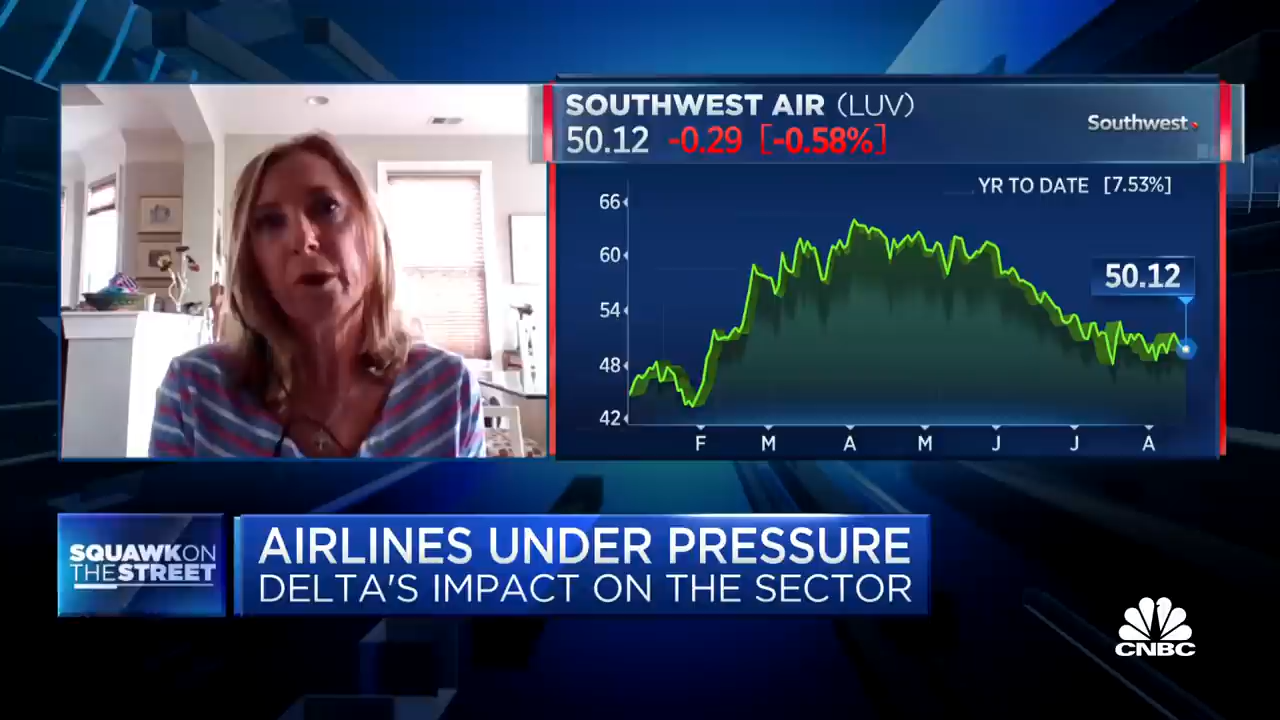 SOUTHWEST AIR (LUV)
50.12 -0.29 [-0.58%]
Southwest
YR TO DATE [7.53%]
66
60
54
48
42
50.12
F M A M J J A
SQUAWK ON
THE STREET
AIRLINES UNDER PRESSURE
DELTA'S IMPACT ON THE SECTOR
CNBC